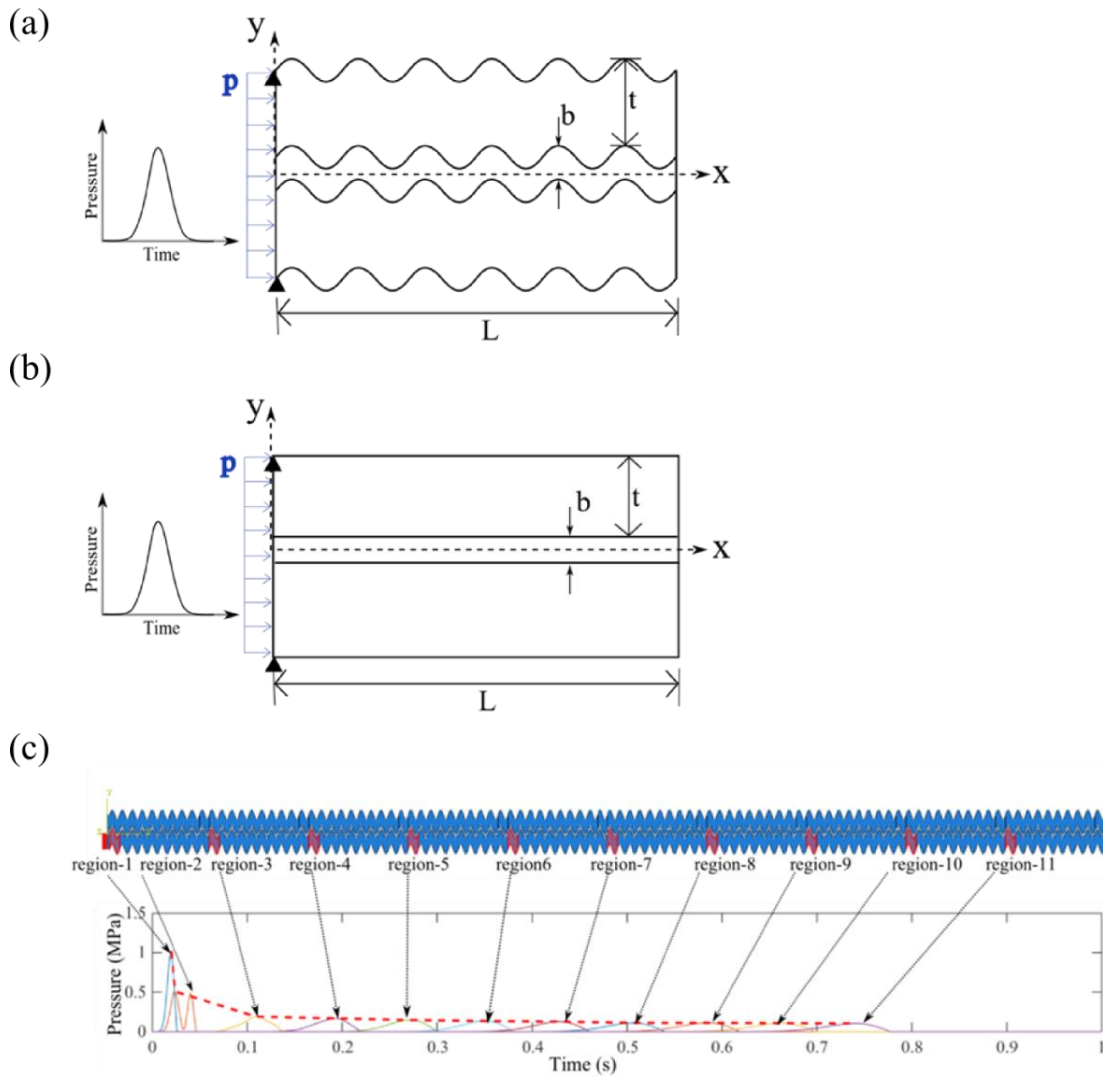 (a)
y
p
b
t
x
Pressure
Time
L
(b)
y
p
b
t
x
Pressure
Time
L
(c)
Y
region-1 region-2 region-3 region-4 region-5 region6 region-7 region-8 region-9 region-10 region-11
Pressure (MPa)
1.5
1
0.5
0
0 0.1 0.2 0.3 0.4 0.5 0.6 0.7 0.8 0.9 1
Time (s)